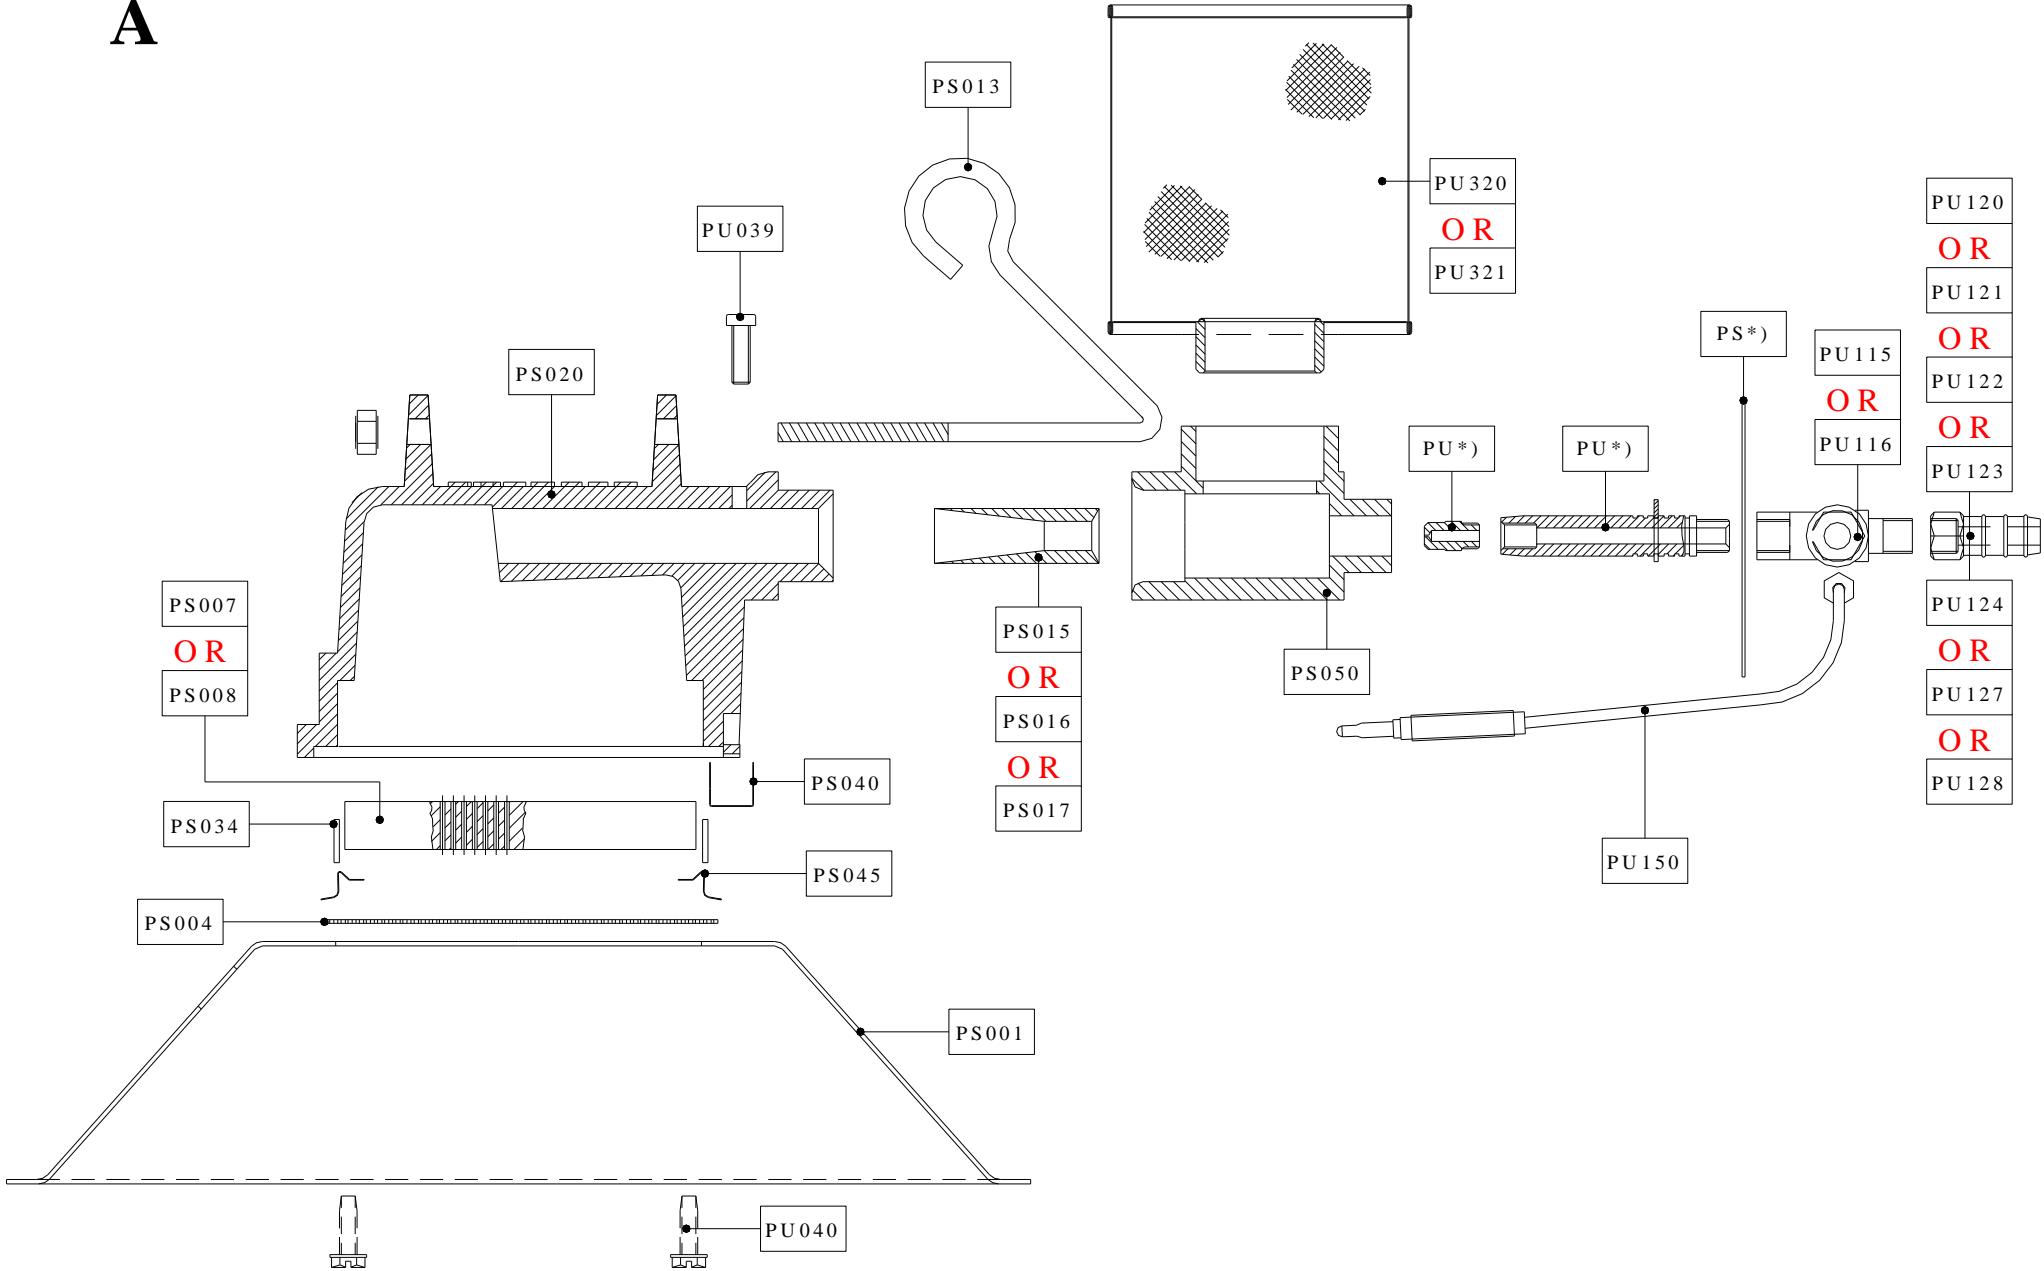 A
PS013
PU039
PS020
PU320
OR
PU321
PU120
OR
PU121
OR
PU122
OR
PU123
PS*)
PU115
OR
PU116
PU*)
PU*)
PS007
OR
PS008
PS015
OR
PS016
OR
PS017
PS050
PU124
OR
PU127
OR
PU128
PS040
PS034
PS045
PU150
PS004
PS001
PU040